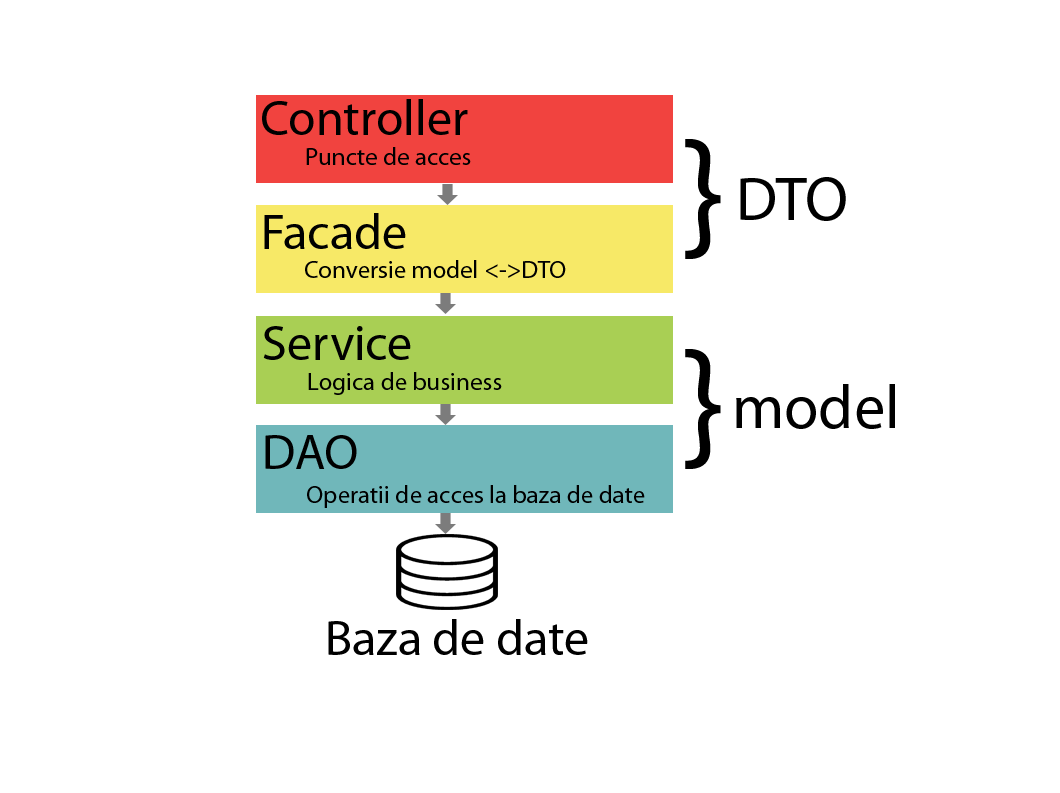 Controller
Puncte de acces
Facade
Conversie model <->DTO
} DTO
Service
Logica de business
DAO
Operatii de acces la baza de date
} model
Baza de date